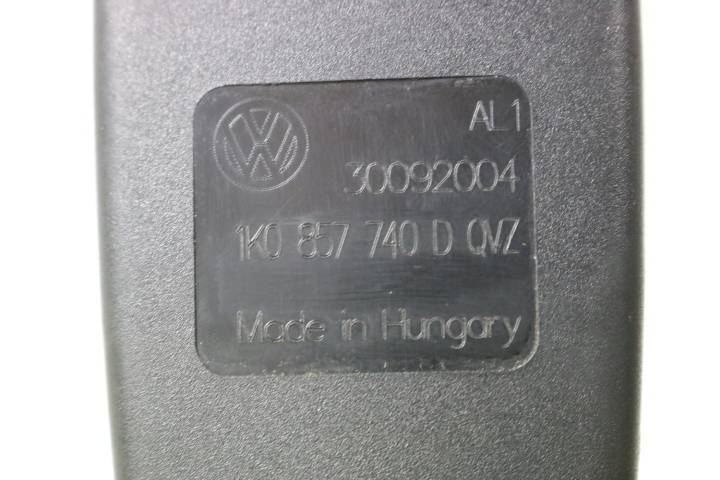 AL1
30092004
1K0 857 740 D QVZ
Made in Hungary